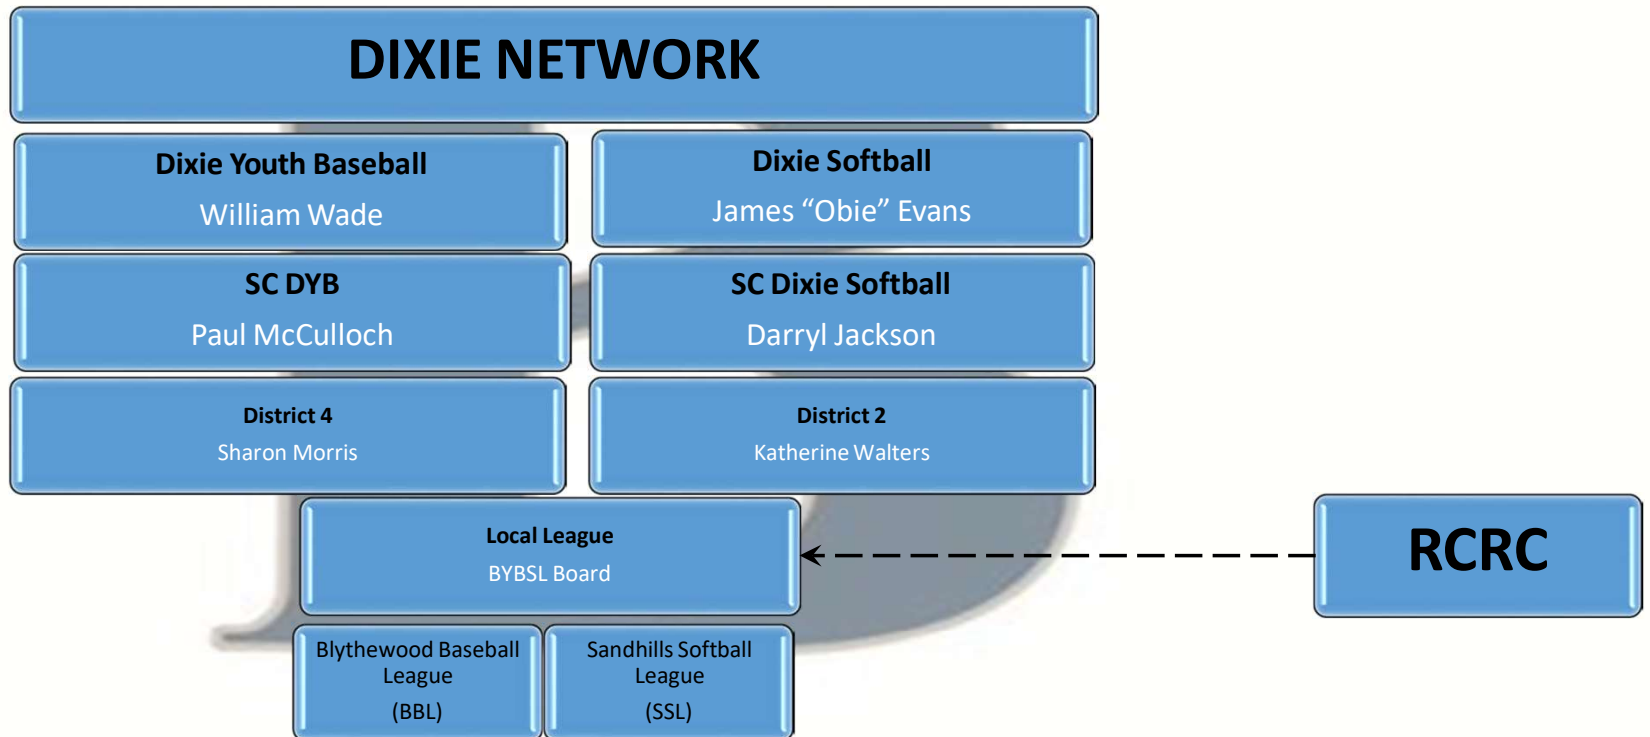 DIXIE NETWORK
Dixie Youth Baseball
William Wade
Dixie Softball
James “Obie” Evans
SC DYB
Paul McCulloch
SC Dixie Softball
Darryl Jackson
District 4
Sharon Morris
District 2
Katherine Walters
Local League
BYBSL Board
RCRC
Blythewood Baseball
League
(BBL)
Sandhills Softball
League
(SSL)